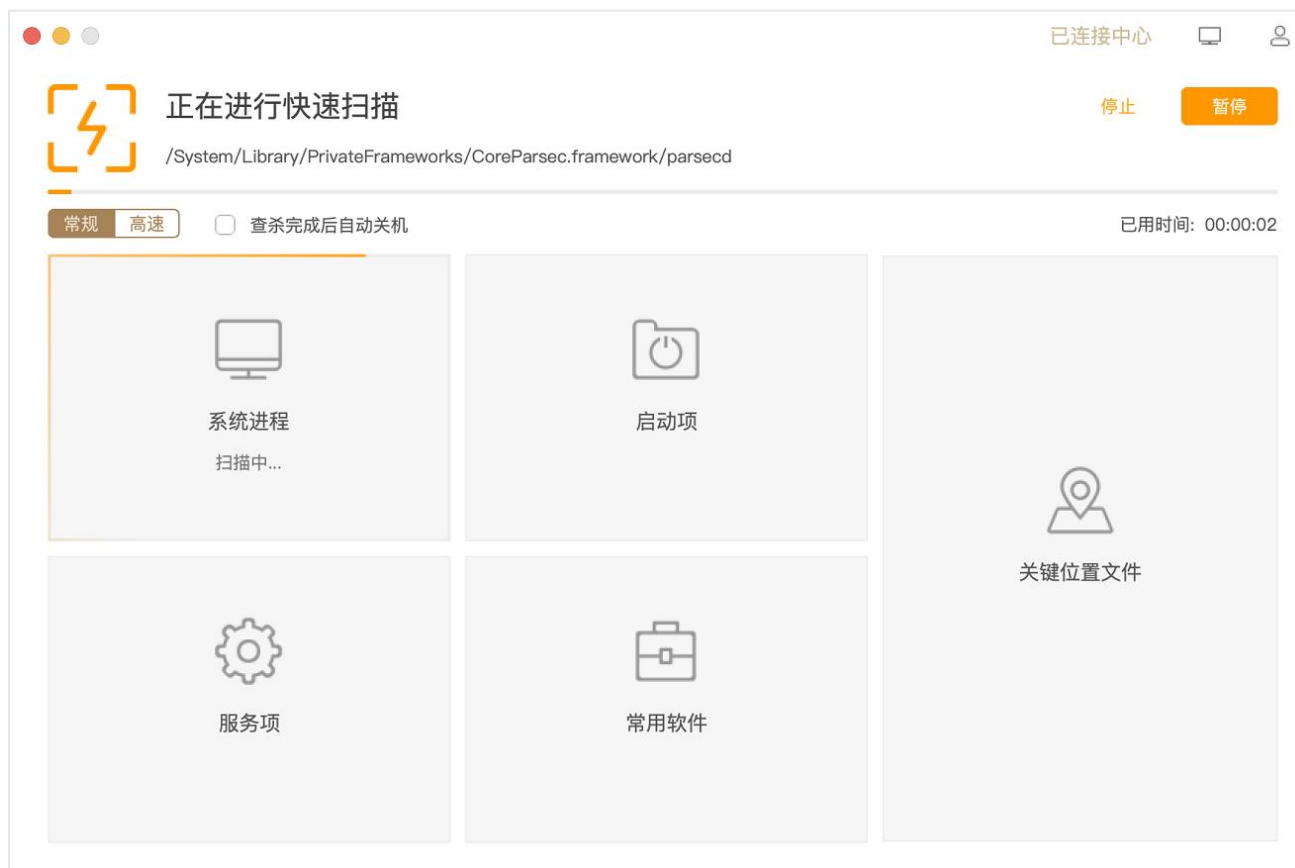 已连接中心
正在进行快速扫描
停止
暂停
/System/Library/PrivateFrameworks/CoreParsec.framework/parsecd
常规
高速
查杀完成后自动关机
已用时间: 00:00:02
系统进程
扫描中...
启动项
关键位置文件
服务项
常用软件